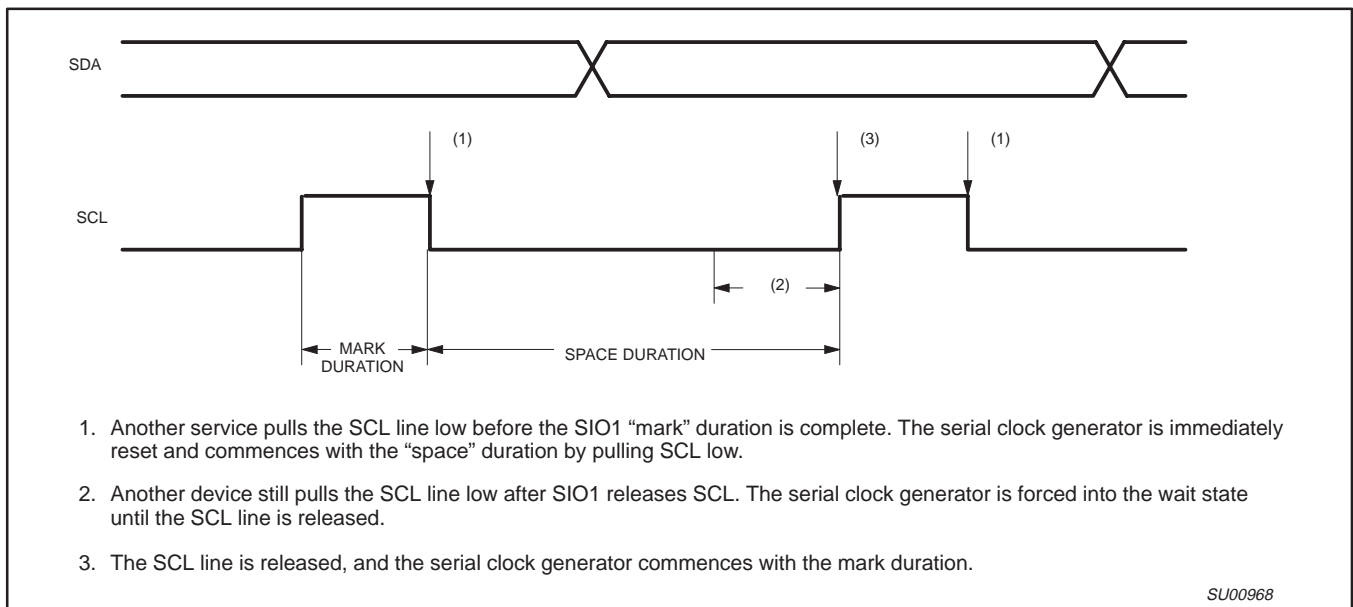 SDA
(1)
(3)
(1)
SCL
(2)
MARK
DURATION
SPACE DURATION
1. Another service pulls the SCL line low before the SIO1 “mark” duration is complete. The serial clock generator is immediately
reset and commences with the “space” duration by pulling SCL low.
2. Another device still pulls the SCL line low after SIO1 releases SCL. The serial clock generator is forced into the wait state
until the SCL line is released.
3. The SCL line is released, and the serial clock generator commences with the mark duration.
SU00968